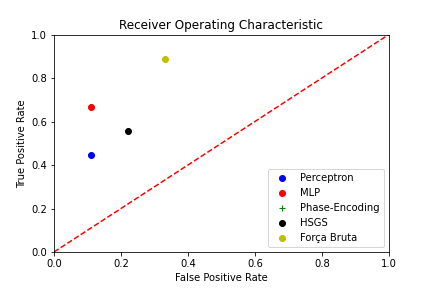 Receiver Operating Characteristic
1.0
0.8
0.6
0.4
0.2
0.0
True Positive Rate
Perceptron
MLP
Phase-Encoding
HSGS
Força Bruta
0.0 0.2 0.4 0.6 0.8 1.0
False Positive Rate